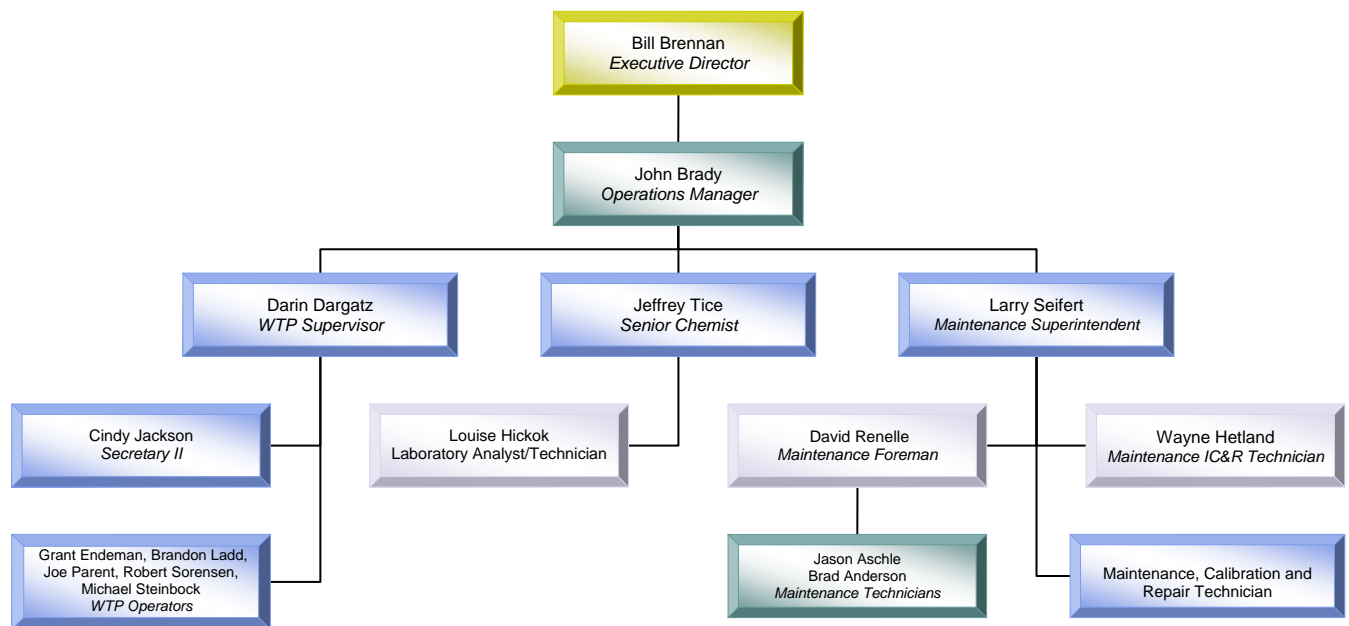 Bill Brennan
Executive Director
John Brady
Operations Manager
Darin Dargatz
WTP Supervisor
Jeffrey Tice
Senior Chemist
Larry Seifert
Maintenance Superintendent
Cindy Jackson
Secretary II
Louise Hickok
Laboratory Analyst/Technician
David Renelle
Maintenance Foreman
Wayne Hetland
Maintenance IC&R Technician
Grant Endeman, Brandon Ladd,
Joe Parent, Robert Sorensen,
Michael Steinbock
WTP Operators
Jason Aschle
Brad Anderson
Maintenance Technicians
Maintenance, Calibration and
Repair Technician